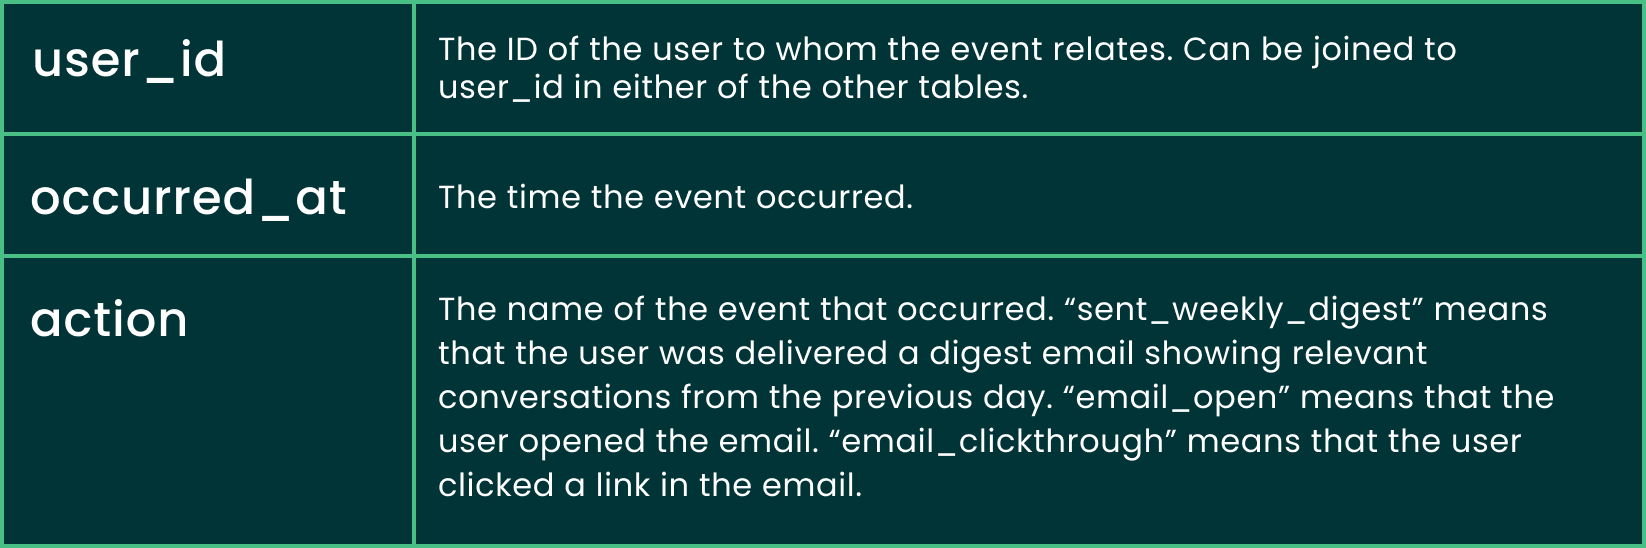 user_id
The ID of the user to whom the event relates. Can be joined to
user_id in either of the other tables.
occurred_at
The time the event occurred.
action
The name of the event that occurred. “sent_weekly_digest” means
that the user was delivered a digest email showing relevant
conversations from the previous day. “email_open” means that the
user opened the email. “email_clickthrough” means that the user
clicked a link in the email.